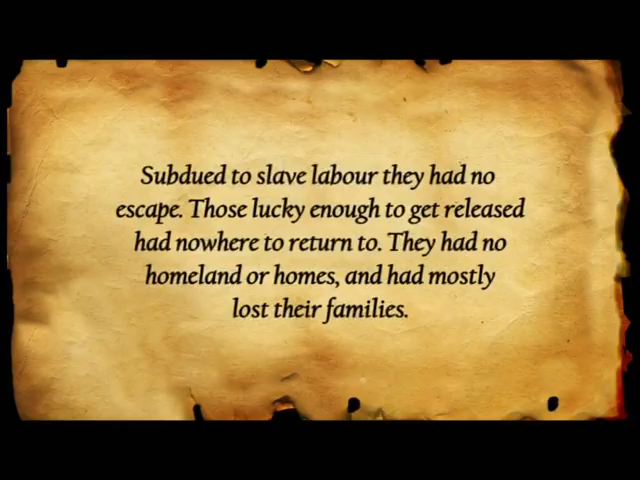 Subdued to slave labour they had no
escape. Those lucky enough to get released
had nowhere to return to. They had no
homeland or homes, and had mostly
lost their families.